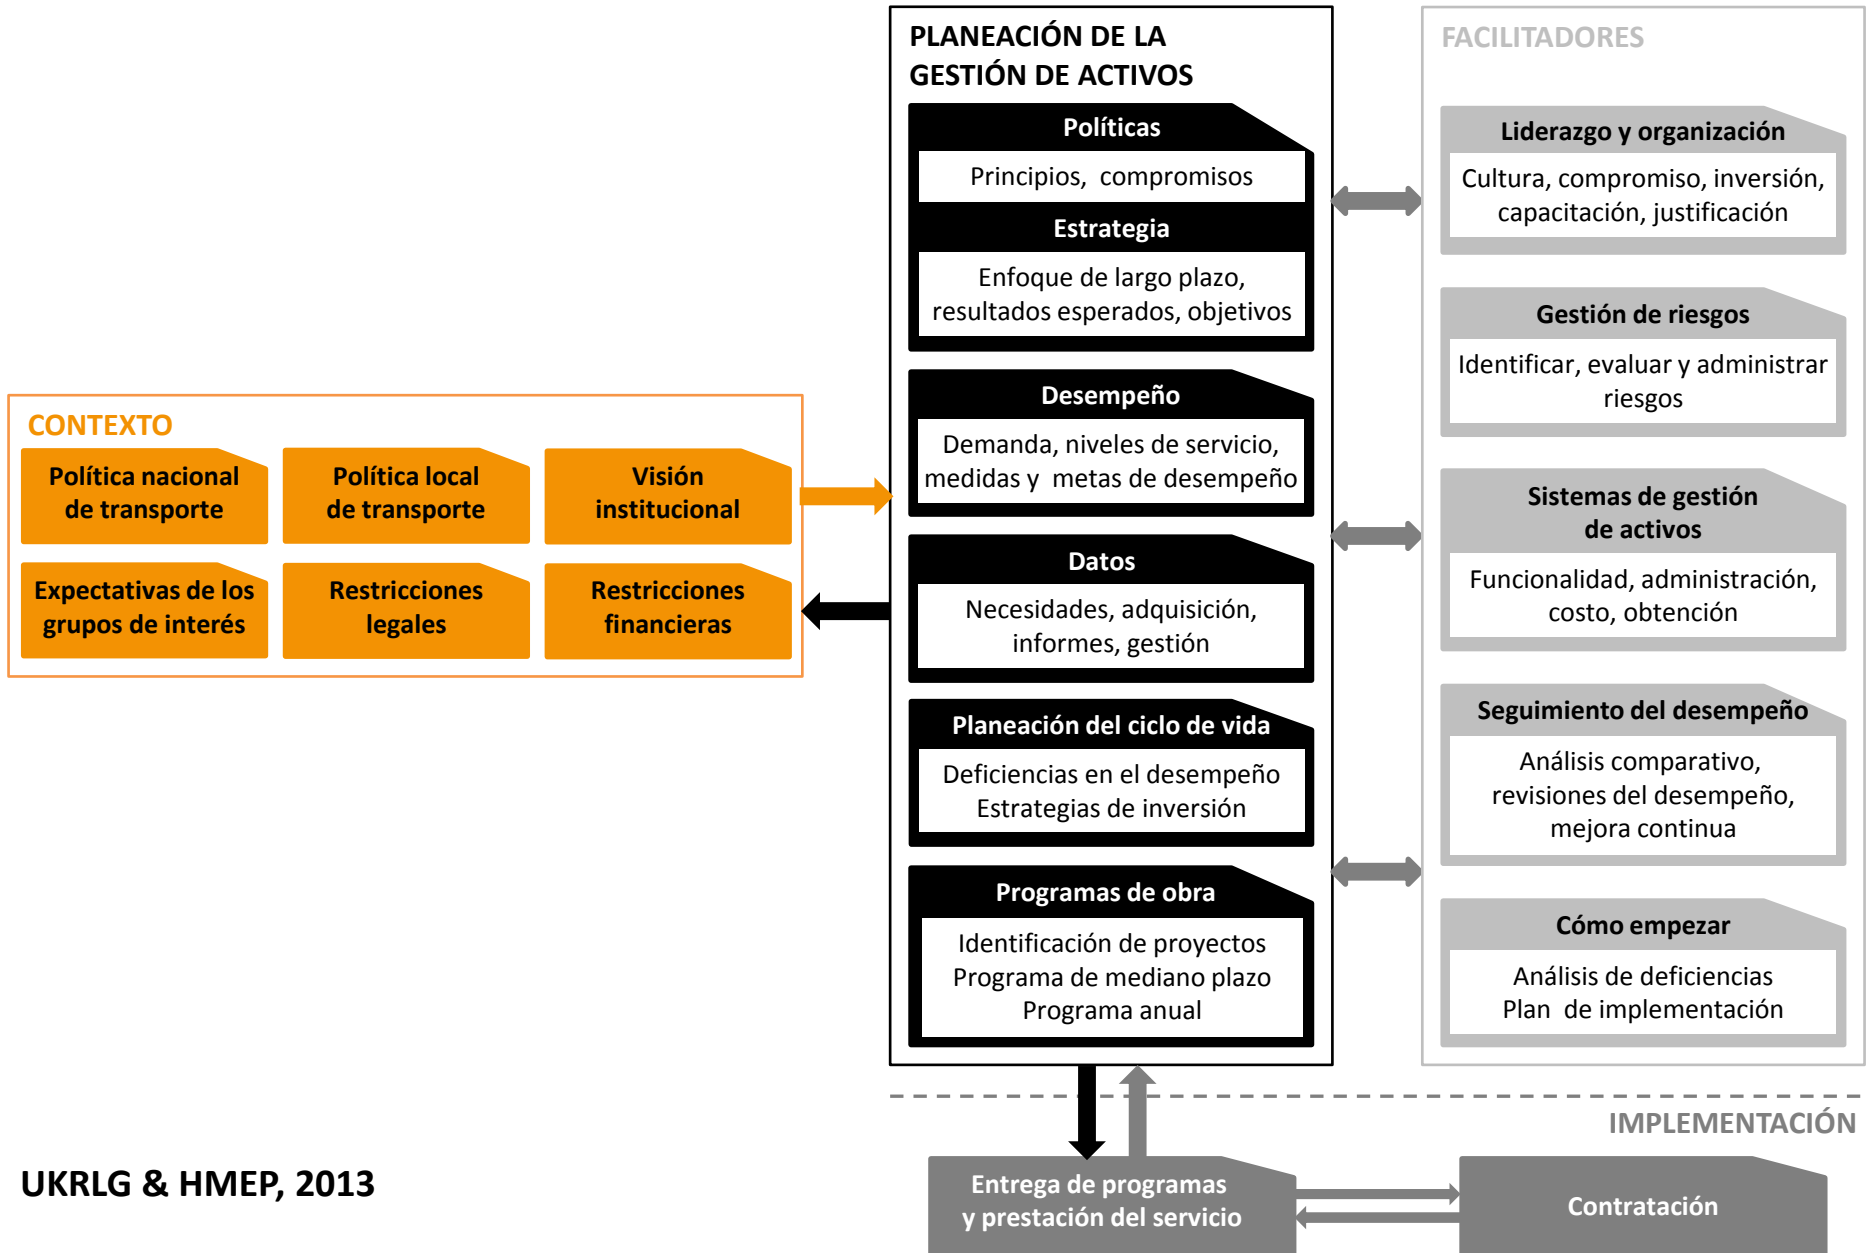 PLANEACIÓN DE LA
GESTIÓN DE ACTIVOS
Políticas
Principios, compromisos
Estrategia
Enfoque de largo plazo,
resultados esperados, objetivos
Desempeño
Demanda, niveles de servicio,
medidas y metas de desempeño
Datos
Necesidades, adquisición,
informes, gestión
Planeación del ciclo de vida
Deficiencias en el desempeño
Estrategias de inversión
Programas de obra
Identificación de proyectos
Programa de mediano plazo
Programa anual
FACILITADORES
Liderazgo y organización
Cultura, compromiso, inversión,
capacitación, justificación
Gestión de riesgos
Identificar, evaluar y administrar
riesgos
Sistemas de gestión
de activos
Funcionalidad, administración,
costo, obtención
Seguimiento del desempeño
Análisis comparativo,
revisiones del desempeño,
mejora continua
Cómo empezar
Análisis de deficiencias
Plan de implementación
CONTEXTO
Política nacional
de transporte
Política local
de transporte
Visión
institucional
Expectativas de los
grupos de interés
Restricciones
legales
Restricciones
financieras
IMPLEMENTACIÓN
Entrega de programas
y prestación del servicio
Contratación
UKRLG & HMEP, 2013